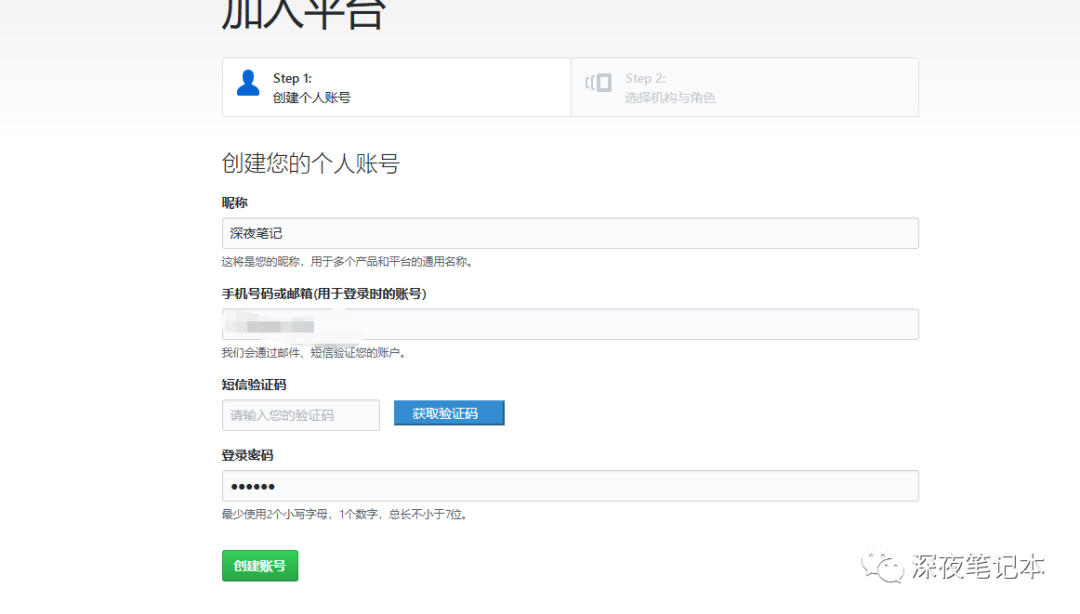 加入平台
Step 1:
创建个人账号
Step 2:
选择机构与角色
创建您的个人账号
昵称
深夜笔记
这将是您的昵称，用于多个产品和平台的通用名称。
手机号码或邮箱(用于登录时的账号)
我们会通过邮件、短信验证您的账户。
短信验证码
请输入您的验证码
获取验证码
登录密码
••••••
最少使用2个小写字母，1个数字，总长不小于7位。
创建账号
深夜笔记本